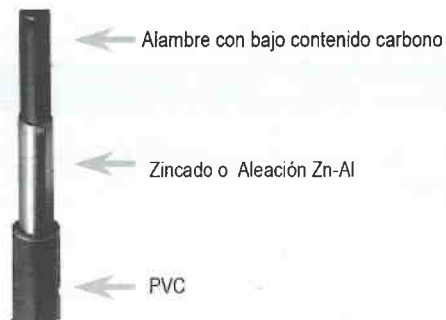 Alambre con bajo contenido carbono
Zincado o Aleación Zn-Al
PVC